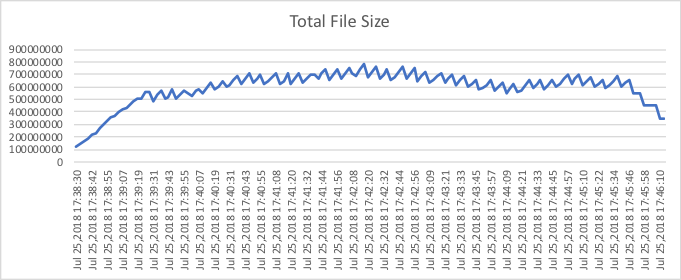 Total File Size
900000000
800000000
700000000
600000000
500000000
400000000
300000000
200000000
100000000
0
Jul 25,2018 17:38:30
Jul 25,2018 17:38:42
Jul 25,2018 17:38:55
Jul 25,2018 17:39:07
Jul 25,2018 17:39:19
Jul 25,2018 17:39:31
Jul 25,2018 17:39:43
Jul 25,2018 17:39:55
Jul 25,2018 17:40:07
Jul 25,2018 17:40:19
Jul 25,2018 17:40:31
Jul 25,2018 17:40:43
Jul 25,2018 17:40:55
Jul 25,2018 17:41:08
Jul 25,2018 17:41:20
Jul 25,2018 17:41:32
Jul 25,2018 17:41:44
Jul 25,2018 17:41:56
Jul 25,2018 17:42:08
Jul 25,2018 17:42:20
Jul 25,2018 17:42:32
Jul 25,2018 17:42:44
Jul 25,2018 17:42:56
Jul 25,2018 17:43:09
Jul 25,2018 17:43:21
Jul 25,2018 17:43:33
Jul 25,2018 17:43:45
Jul 25,2018 17:43:57
Jul 25,2018 17:44:09
Jul 25,2018 17:44:21
Jul 25,2018 17:44:33
Jul 25,2018 17:44:45
Jul 25,2018 17:44:57
Jul 25,2018 17:45:10
Jul 25,2018 17:45:22
Jul 25,2018 17:45:34
Jul 25,2018 17:45:46
Jul 25,2018 17:45:58
Jul 25,2018 17:46:10